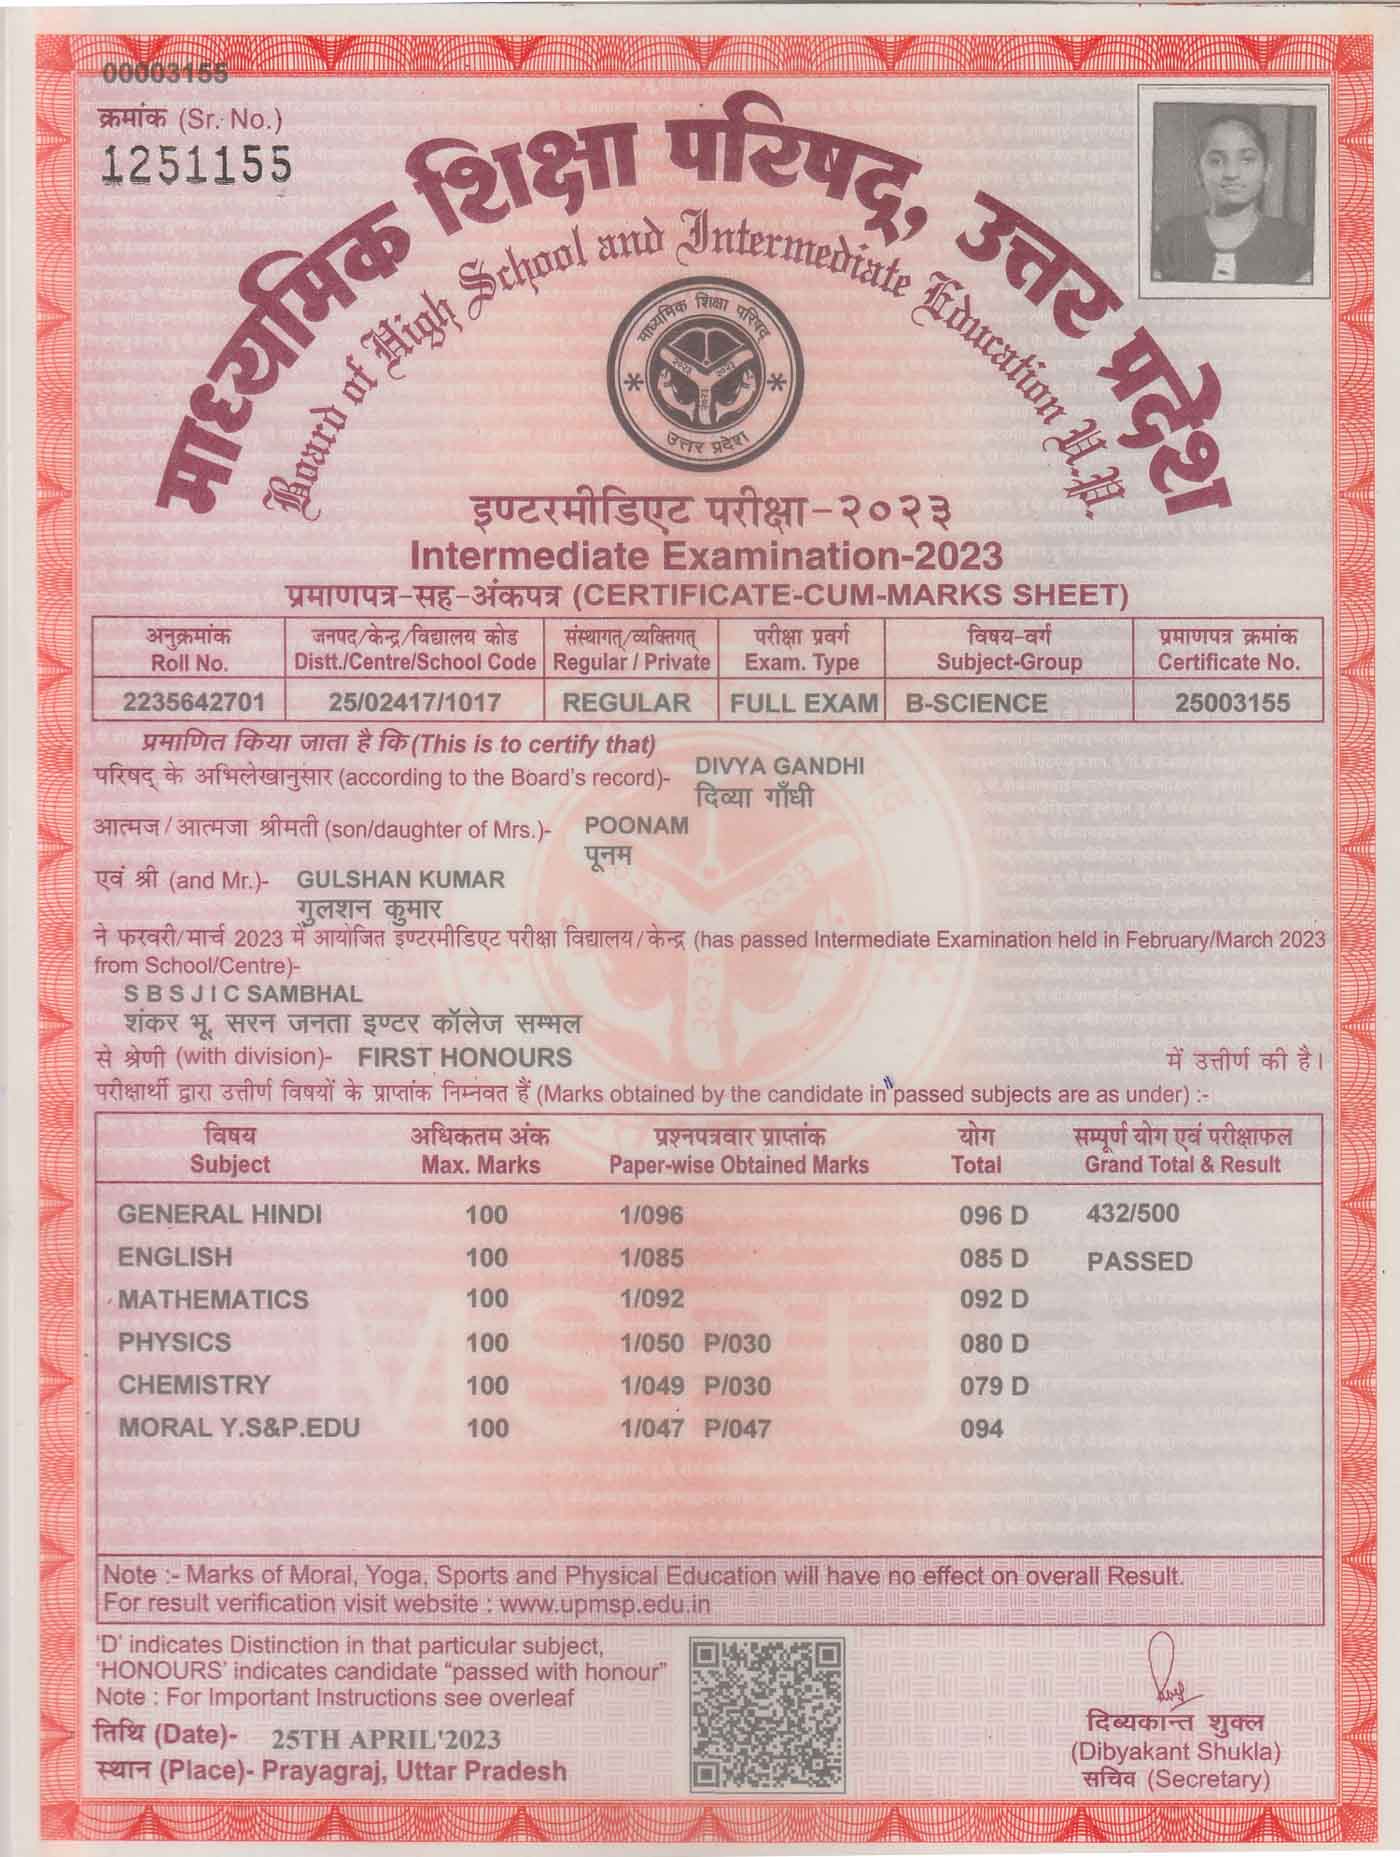 00003155
क्रमांक (Sr. No.)
1251155
माध्यमिक शिक्षा परिषद्, उत्तर प्रदेश
Board of High School and Intermediate Education U.P.
माध्यमिक शिक्षा परिषद्
उत्तर प्रदेश
इण्टरमीडिएट परीक्षा-२०२३
Intermediate Examination-2023
प्रमाणपत्र-सह-अंकपत्र (CERTIFICATE-CUM-MARKS SHEET)
अनुक्रमांक जनपद/केन्द्र/विद्यालय कोड संस्थागत्/व्यक्तिगत् परीक्षा प्रवर्ग विषय-वर्ग प्रमाणपत्र क्रमांक
Roll No. Distt./Centre/School Code Regular / Private Exam. Type Subject-Group Certificate No.
2235642701 25/02417/1017 REGULAR FULL EXAM B-SCIENCE 25003155
प्रमाणित किया जाता है कि (This is to certify that)
परिषद् के अभिलेखानुसार (according to the Board's record)- DIVYA GANDHI
दिव्या गाँधी
आत्मज/आत्मजा श्रीमती (son/daughter of Mrs.)- POONAM
पूनम
एवं श्री (and Mr.)- GULSHAN KUMAR
गुलशन कुमार
ने फरवरी/मार्च 2023 में आयोजित इण्टरमीडिएट परीक्षा विद्यालय/केन्द्र (has passed Intermediate Examination held in February/March 2023
from School/Centre)-
S B S J I C SAMBHAL
शंकर भू. सरन जनता इण्टर कॉलेज सम्भल
से श्रेणी (with division)- FIRST HONOURS में उत्तीर्ण की है।
परीक्षार्थी द्वारा उत्तीर्ण विषयों के प्राप्तांक निम्नवत हैं (Marks obtained by the candidate in passed subjects are as under) :-
विषय अधिकतम अंक प्रश्नपत्रवार प्राप्तांक योग सम्पूर्ण योग एवं परीक्षाफल
Subject Max. Marks Paper-wise Obtained Marks Total Grand Total & Result
GENERAL HINDI 100 1/096 096 D 432/500
ENGLISH 100 1/085 085 D PASSED
MATHEMATICS 100 1/092 092 D
PHYSICS 100 1/050 P/030 080 D
CHEMISTRY 100 1/049 P/030 079 D
MORAL Y.S&P.EDU 100 1/047 P/047 094
Note :- Marks of Moral, Yoga, Sports and Physical Education will have no effect on overall Result.
For result verification visit website : www.upmsp.edu.in
'D' indicates Distinction in that particular subject,
'HONOURS' indicates candidate “passed with honour”
Note : For Important Instructions see overleaf
तिथि (Date)- 25TH APRIL'2023
स्थान (Place)- Prayagraj, Uttar Pradesh
दिब्यकान्त शुक्ल
(Dibyakant Shukla)
सचिव (Secretary)